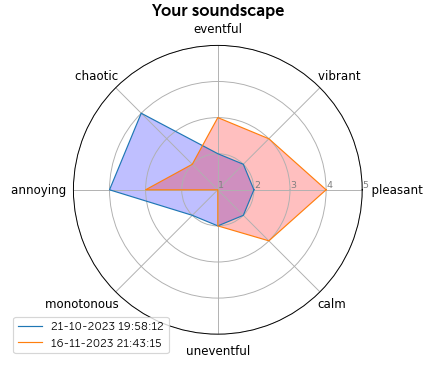 Your soundscape
eventful
chaotic
vibrant
annoying
1
2
3
4
5
pleasant
monotonous
calm
21-10-2023 19:58:12
16-11-2023 21:43:15
uneventful